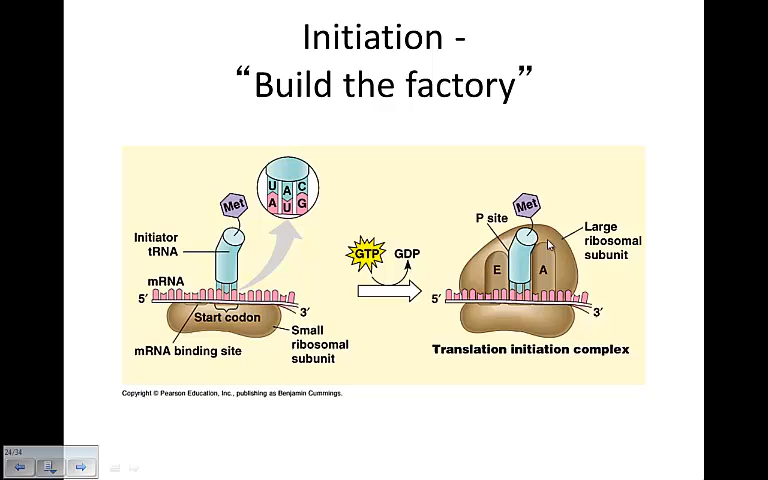 Initiation -
“Build the factory”
U A C
A U G
Met
Initiator
tRNA
mRNA
5′
3′
Start codon
mRNA binding site
Small
ribosomal
subunit
GTP
GDP
Met
P site
Large
ribosomal
subunit
E
A
5′
3′
Translation initiation complex
Copyright © Pearson Education, Inc., publishing as Benjamin Cummings.
24/34